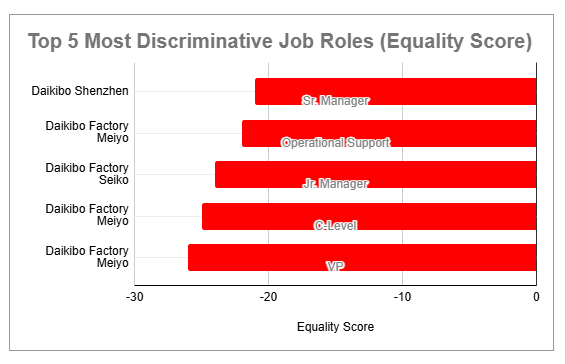 Top 5 Most Discriminative Job Roles (Equality Score)
Daikibo Shenzhen
Sr. Manager
Daikibo Factory
Meiyo
Operational Support
Daikibo Factory
Seiko
Jr. Manager
Daikibo Factory
Meiyo
C-Level
Daikibo Factory
Meiyo
VP
-30 -20 -10 0
Equality Score